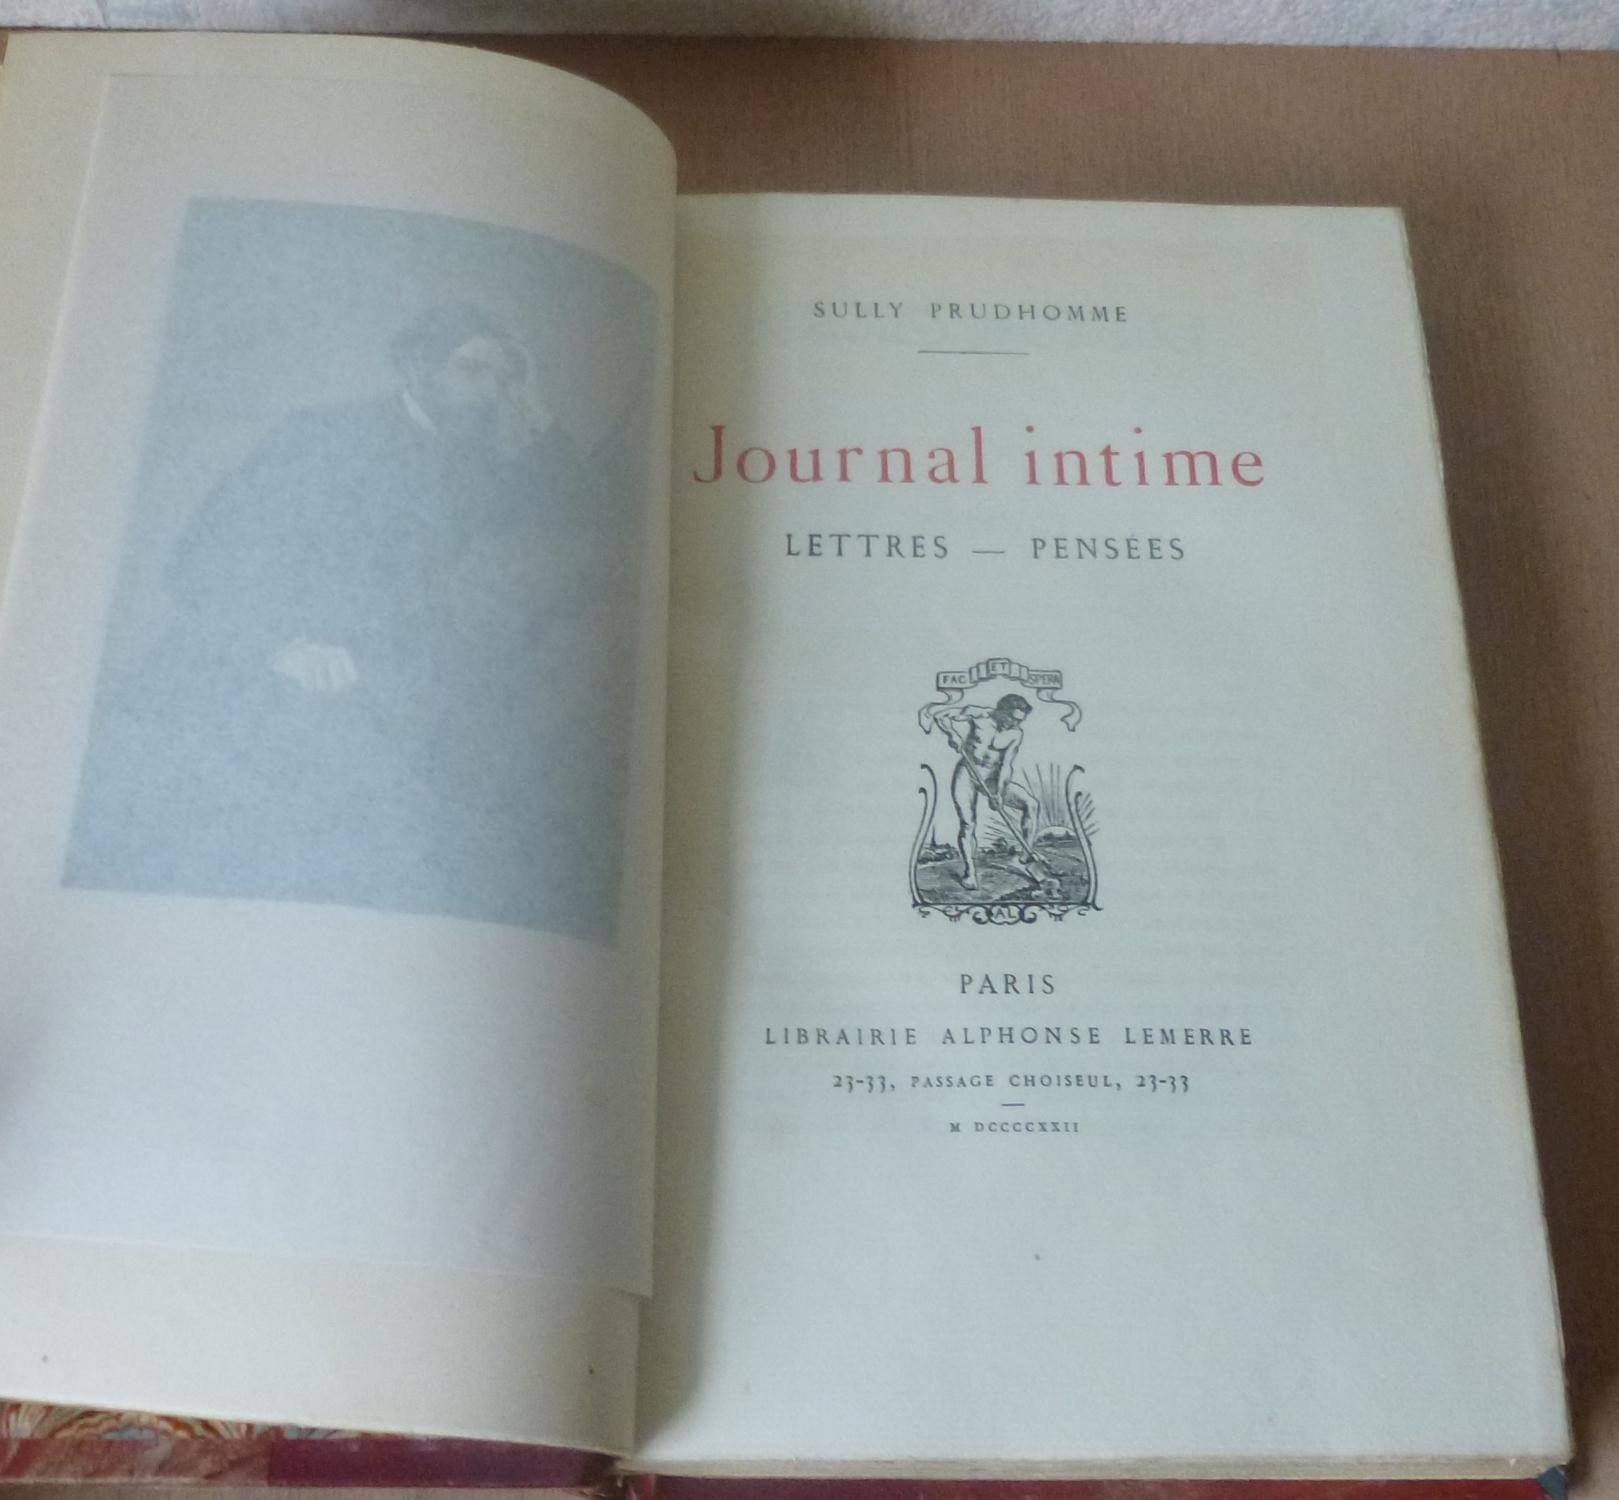 SULLY PRUDHOMME
Journal intime
LETTRES — PENSÉES
FAC ET SPERA
AL
PARIS
LIBRAIRIE ALPHONSE LEMERRE
23-33, PASSAGE CHOISEUL, 23-33
M DCCCCXXII